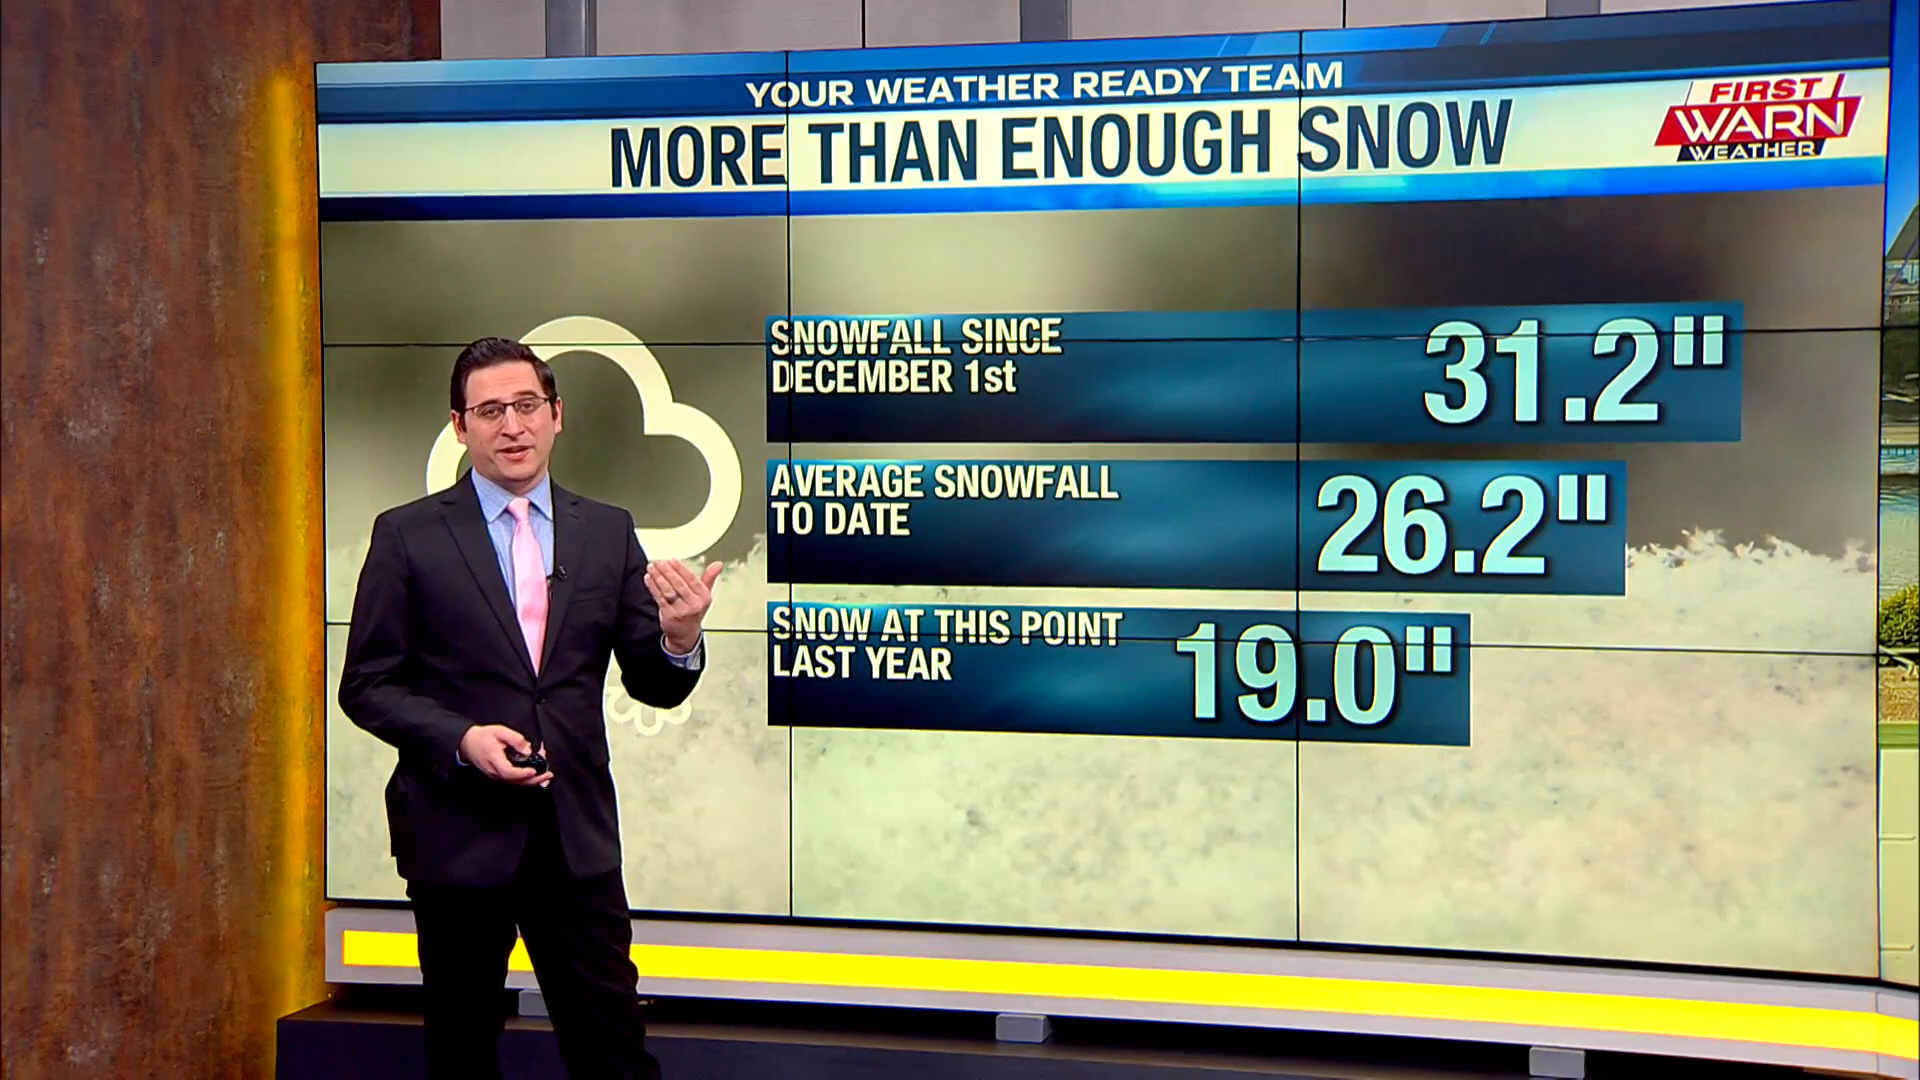 YOUR WEATHER READY TEAM
MORE THAN ENOUGH SNOW
FIRST
WARN
WEATHER
SNOWFALL SINCE
DECEMBER 1st
31.2"
AVERAGE SNOWFALL
TO DATE
26.2"
SNOW AT THIS POINT
LAST YEAR
19.0"